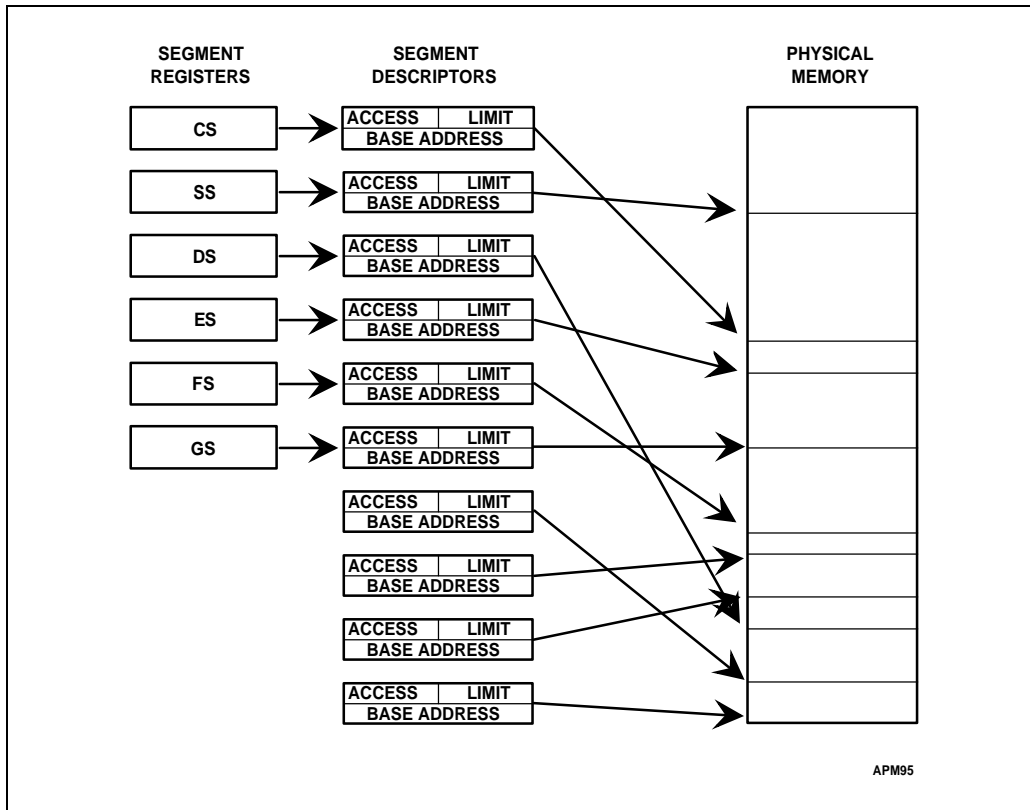 SEGMENT
REGISTERS
SEGMENT
DESCRIPTORS
PHYSICAL
MEMORY
CS
ACCESS LIMIT
BASE ADDRESS
SS
ACCESS LIMIT
BASE ADDRESS
DS
ACCESS LIMIT
BASE ADDRESS
ES
ACCESS LIMIT
BASE ADDRESS
FS
ACCESS LIMIT
BASE ADDRESS
GS
ACCESS LIMIT
BASE ADDRESS
ACCESS LIMIT
BASE ADDRESS
ACCESS LIMIT
BASE ADDRESS
ACCESS LIMIT
BASE ADDRESS
ACCESS LIMIT
BASE ADDRESS
APM95